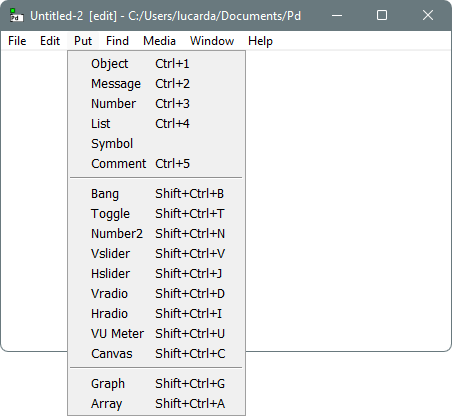 Pd Untitled-2 [edit] - C:/Users/lucarda/Documents/Pd
File Edit Put Find Media Window Help
Object Ctrl+1
Message Ctrl+2
Number Ctrl+3
List Ctrl+4
Symbol
Comment Ctrl+5
Bang Shift+Ctrl+B
Toggle Shift+Ctrl+T
Number2 Shift+Ctrl+N
Vslider Shift+Ctrl+V
Hslider Shift+Ctrl+J
Vradio Shift+Ctrl+D
Hradio Shift+Ctrl+I
VU Meter Shift+Ctrl+U
Canvas Shift+Ctrl+C
Graph Shift+Ctrl+G
Array Shift+Ctrl+A